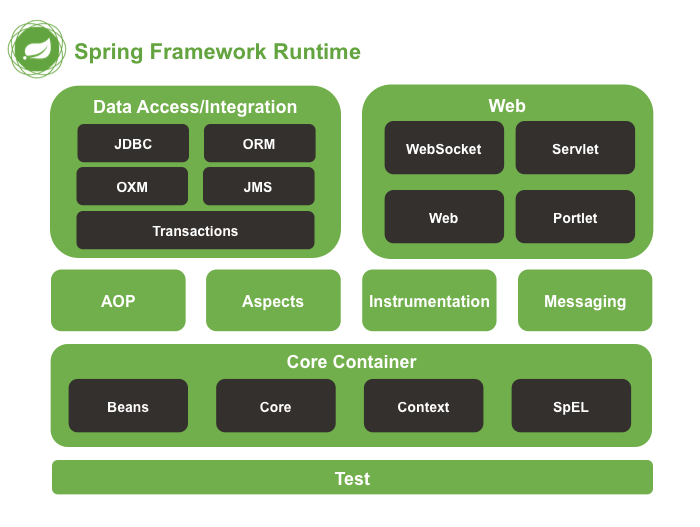 Spring Framework Runtime
Data Access/Integration
JDBC
ORM
OXM
JMS
Transactions
Web
WebSocket
Servlet
Web
Portlet
AOP
Aspects
Instrumentation
Messaging
Core Container
Beans
Core
Context
SpEL
Test